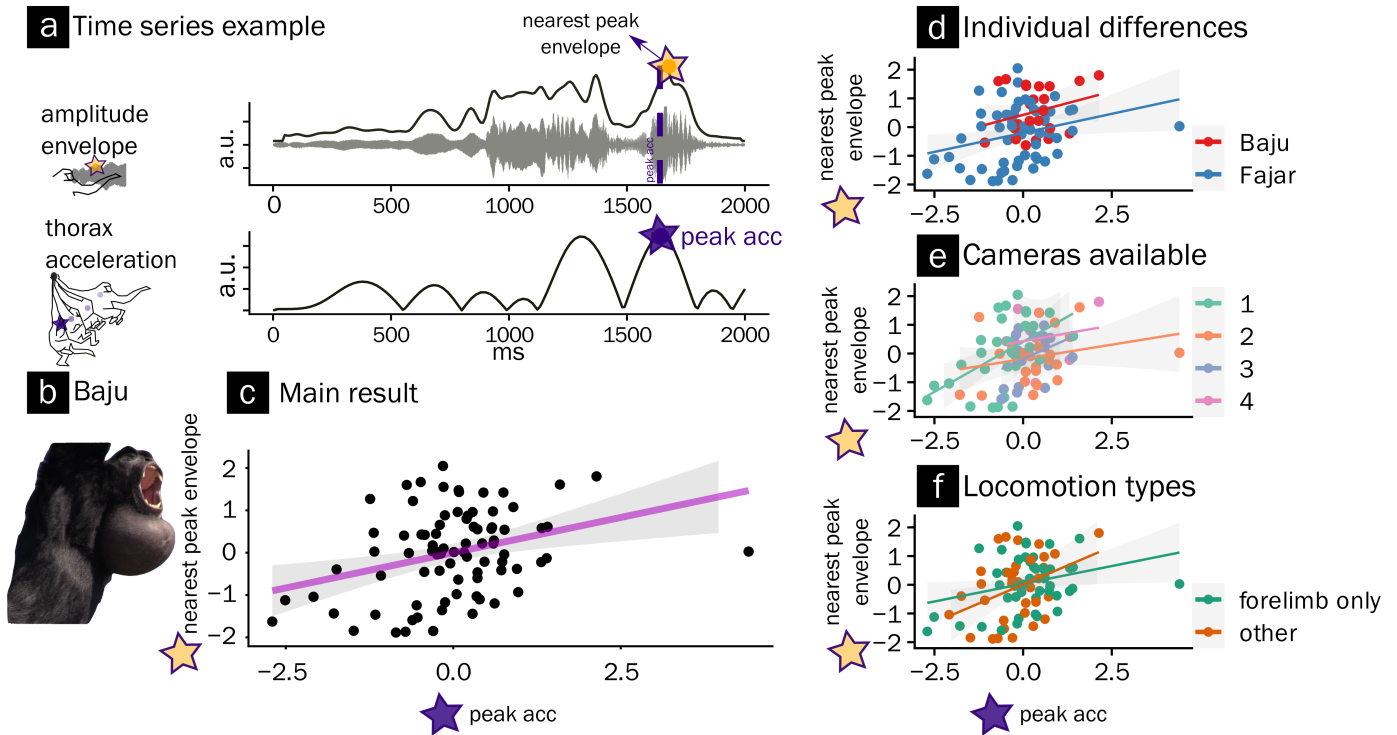 a Time series example
nearest peak
envelope
amplitude
envelope
a.u.
peak acc
0 500 1000 1500 2000
thorax
acceleration
a.u.
peak acc
0 500 1000 1500 2000
ms
b Baju
c Main result
nearest peak envelope
2
1
0
−1
−2
−2.5 0.0 2.5
peak acc
d Individual differences
nearest peak
envelope
2
1
0
−1
−2
−2.5 0.0 2.5
Baju
Fajar
e Cameras available
nearest peak
envelope
2
1
0
−1
−2
−2.5 0.0 2.5
1
2
3
4
f Locomotion types
nearest peak
envelope
2
1
0
−1
−2
−2.5 0.0 2.5
forelimb only
other
peak acc